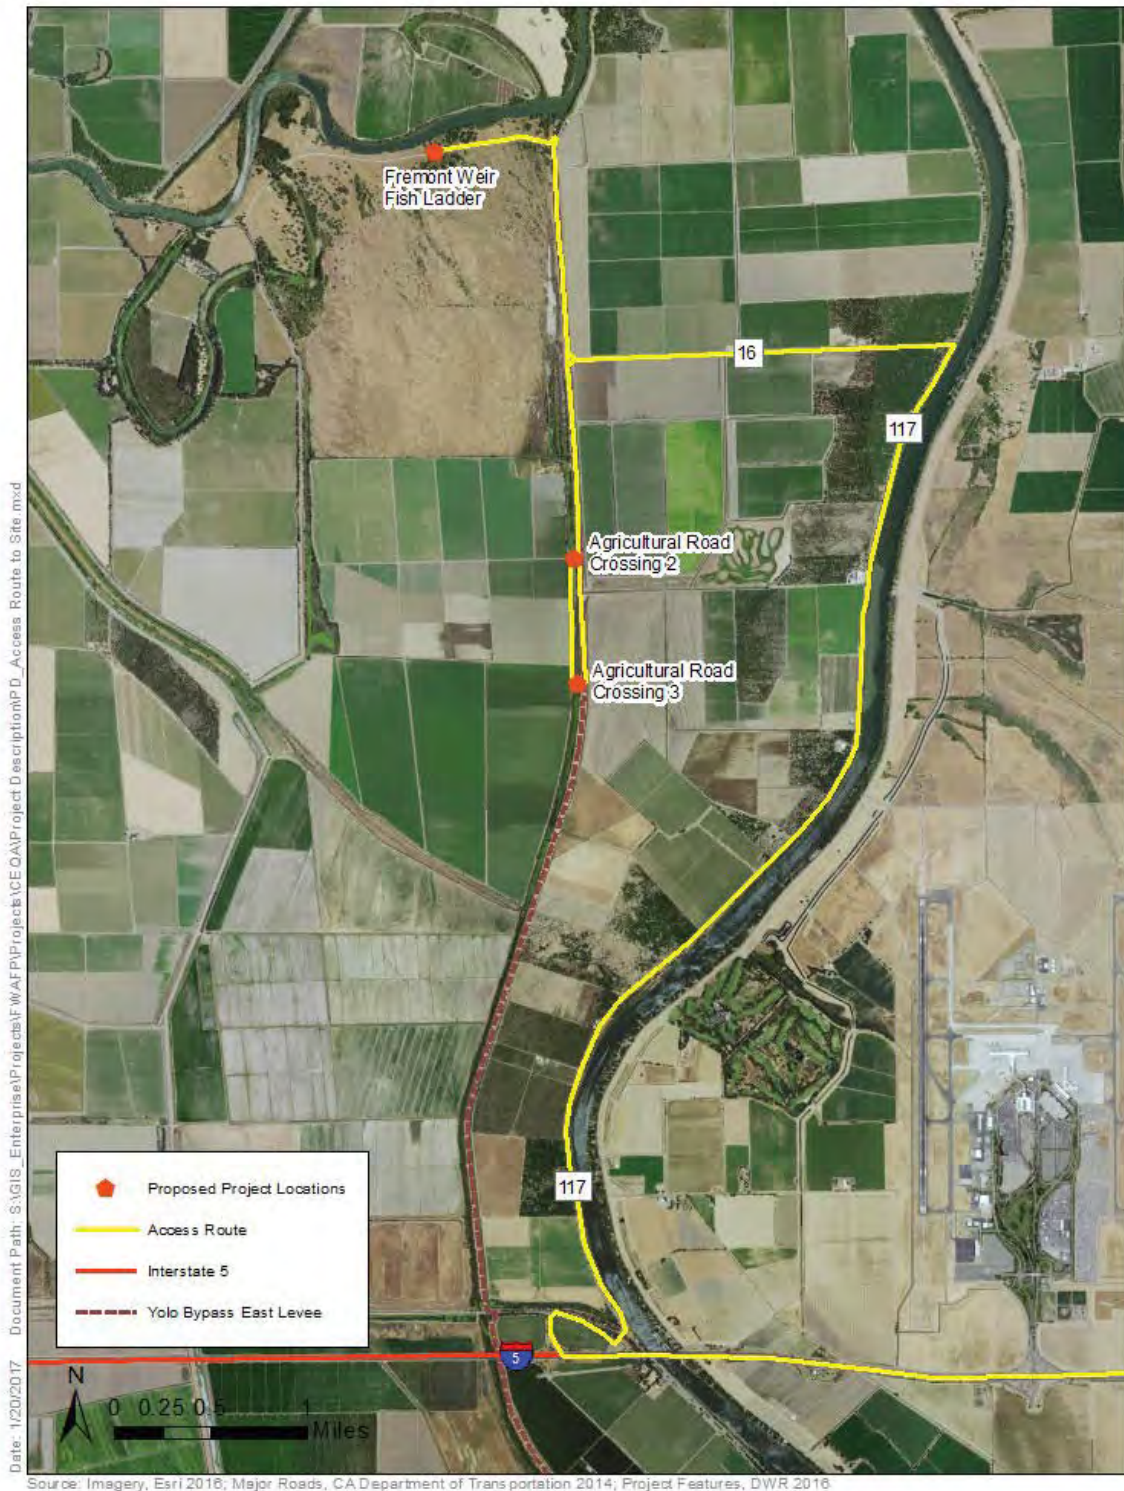 Fremont Weir
Fish Ladder
16
117
Agricultural Road
Crossing 2
Agricultural Road
Crossing 3
117
Proposed Project Locations
Access Route
Interstate 5
Yolo Bypass East Levee
5
N
0 0.25 0.5 1
Miles
Date: 1/20/2017 Document Path: S:\GIS_Enterprise\Projects\FWAFP\Projects\CEQA\Project Description\PD_Access Route to Site.mxd
Source: Imagery, Esri 2016; Major Roads, CA Department of Transportation 2014; Project Features, DWR 2016